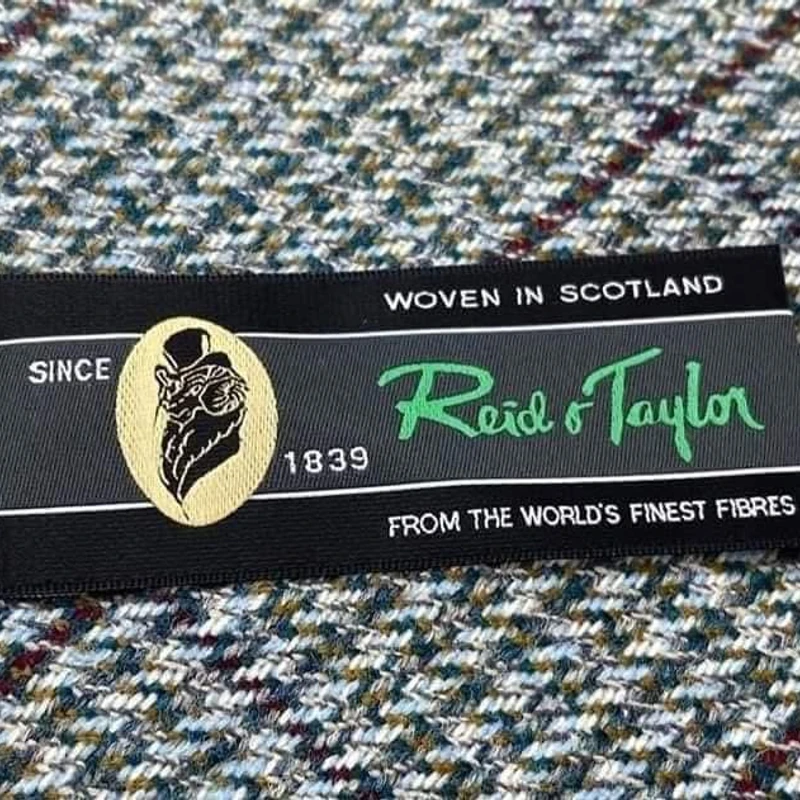 WOVEN IN SCOTLAND
SINCE
1839
Reid & Taylor
FROM THE WORLD'S FINEST FIBRES